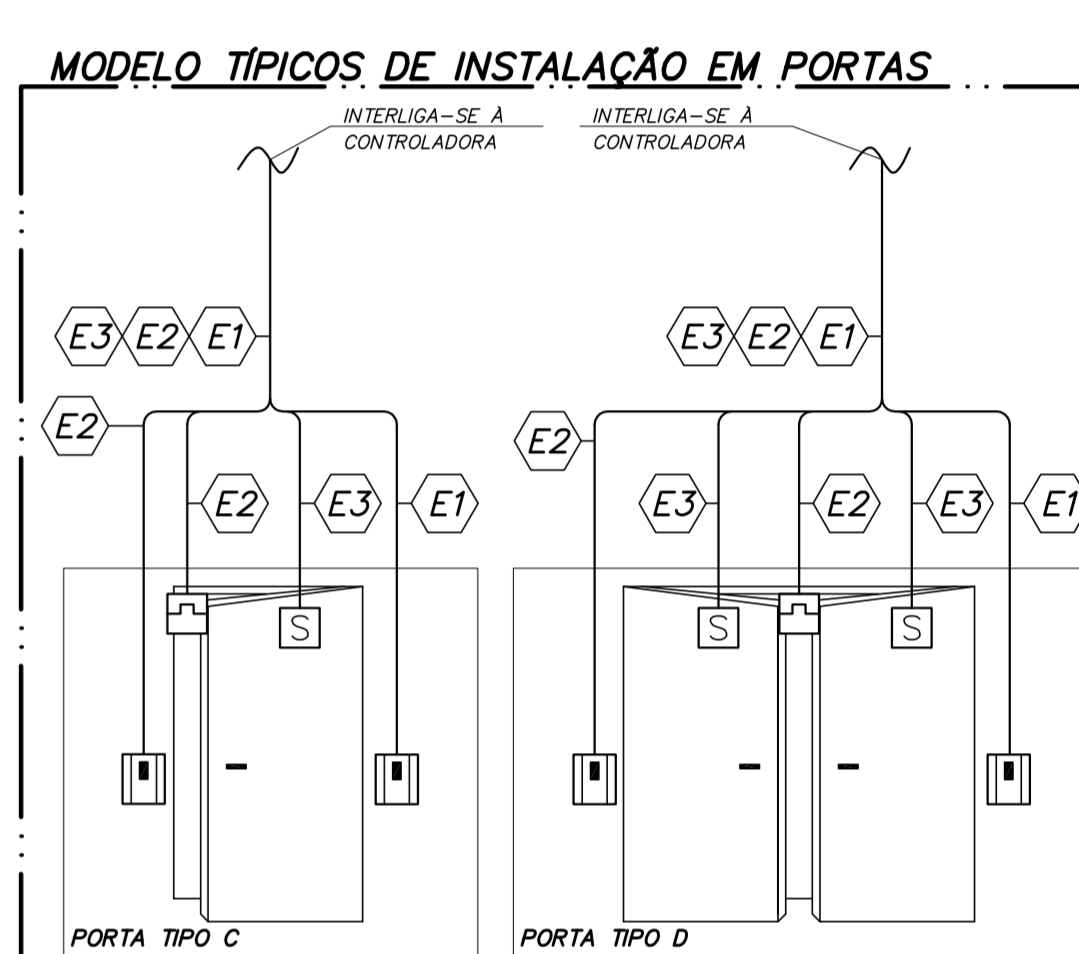 MODELO TÍPICOS DE INSTALAÇÃO EM PORTAS
INTERLIGA-SE À
CONTROLADORA
INTERLIGA-SE À
CONTROLADORA
E3 E2 E1
E3 E2 E1
E2
E2
E2 E3 E1
E3 E2 E3 E1
S
S S
PORTA TIPO C
PORTA TIPO D